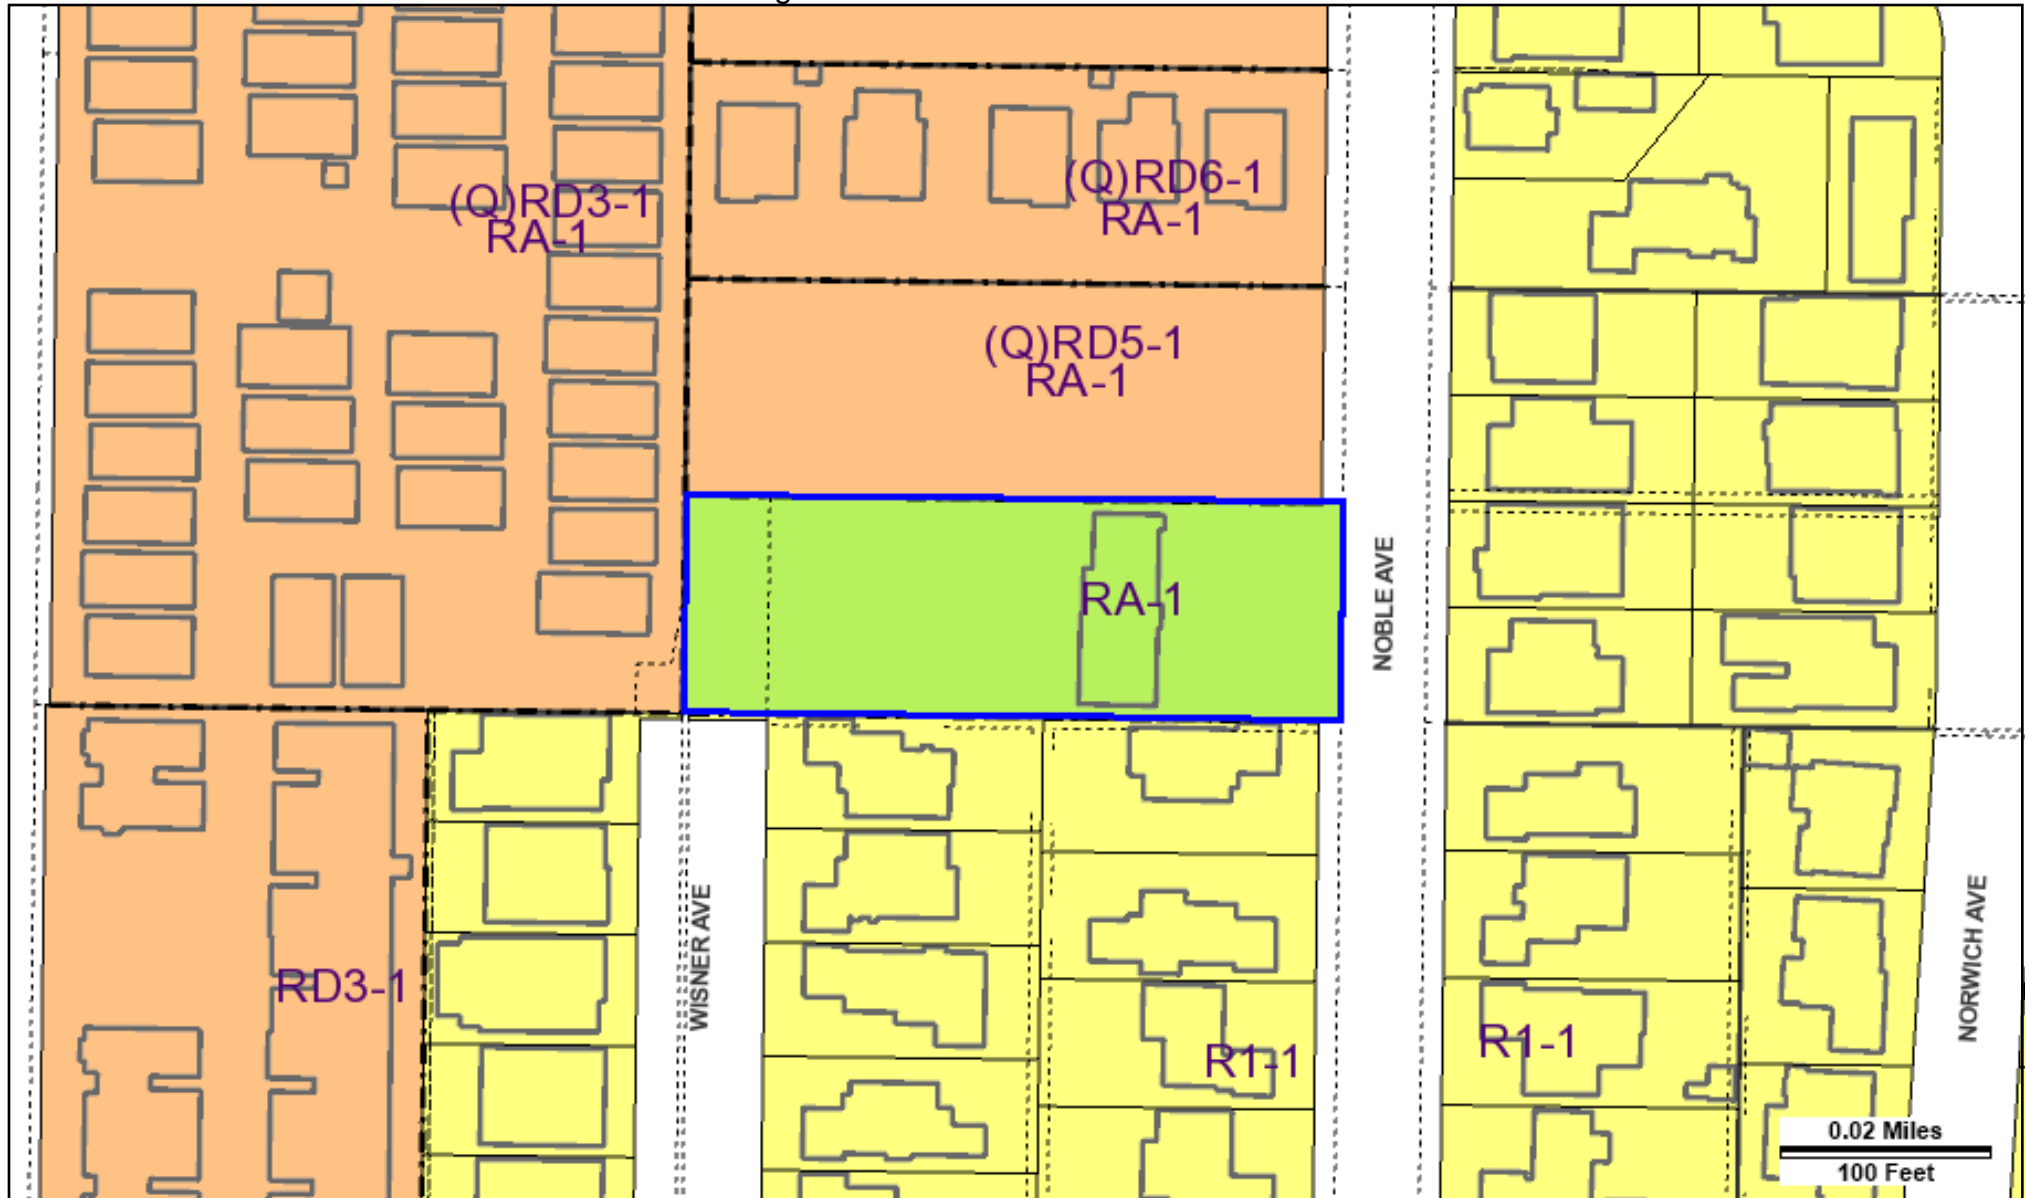 (Q)RD3-1
RA-1
(Q)RD6-1
RA-1
(Q)RD5-1
RA-1
RA-1
NOBLE AVE
WISNER AVE
NORWICH AVE
RD3-1
R1-1
R1-1
0.02 Miles
100 Feet